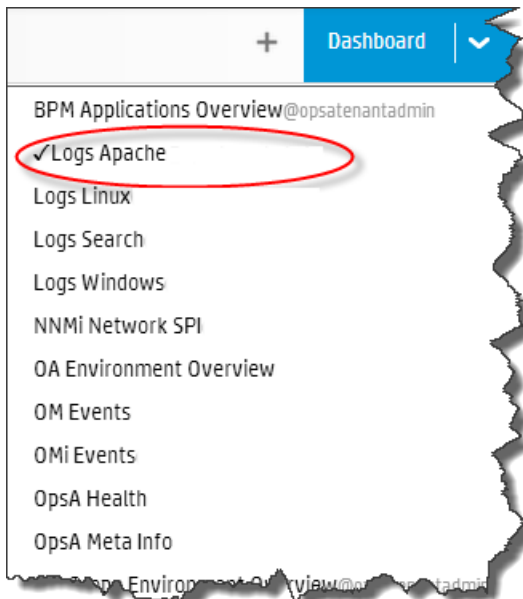 + Dashboard
BPM Applications Overview@opsatenantadmin
✓Logs Apache
Logs Linux
Logs Search
Logs Windows
NNMi Network SPI
OA Environment Overview
OM Events
OMi Events
OpsA Health
OpsA Meta Info